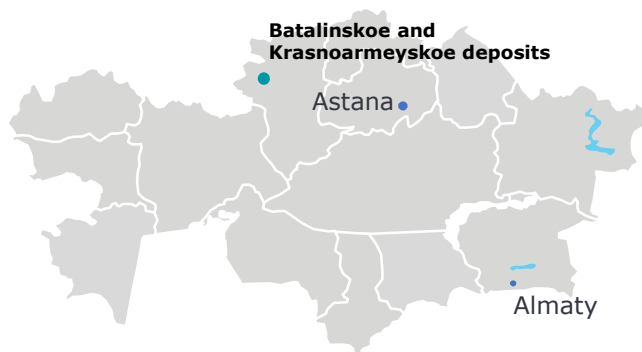 Batalinskoe and
Krasnoarmeyskoe deposits
Astana
Almaty